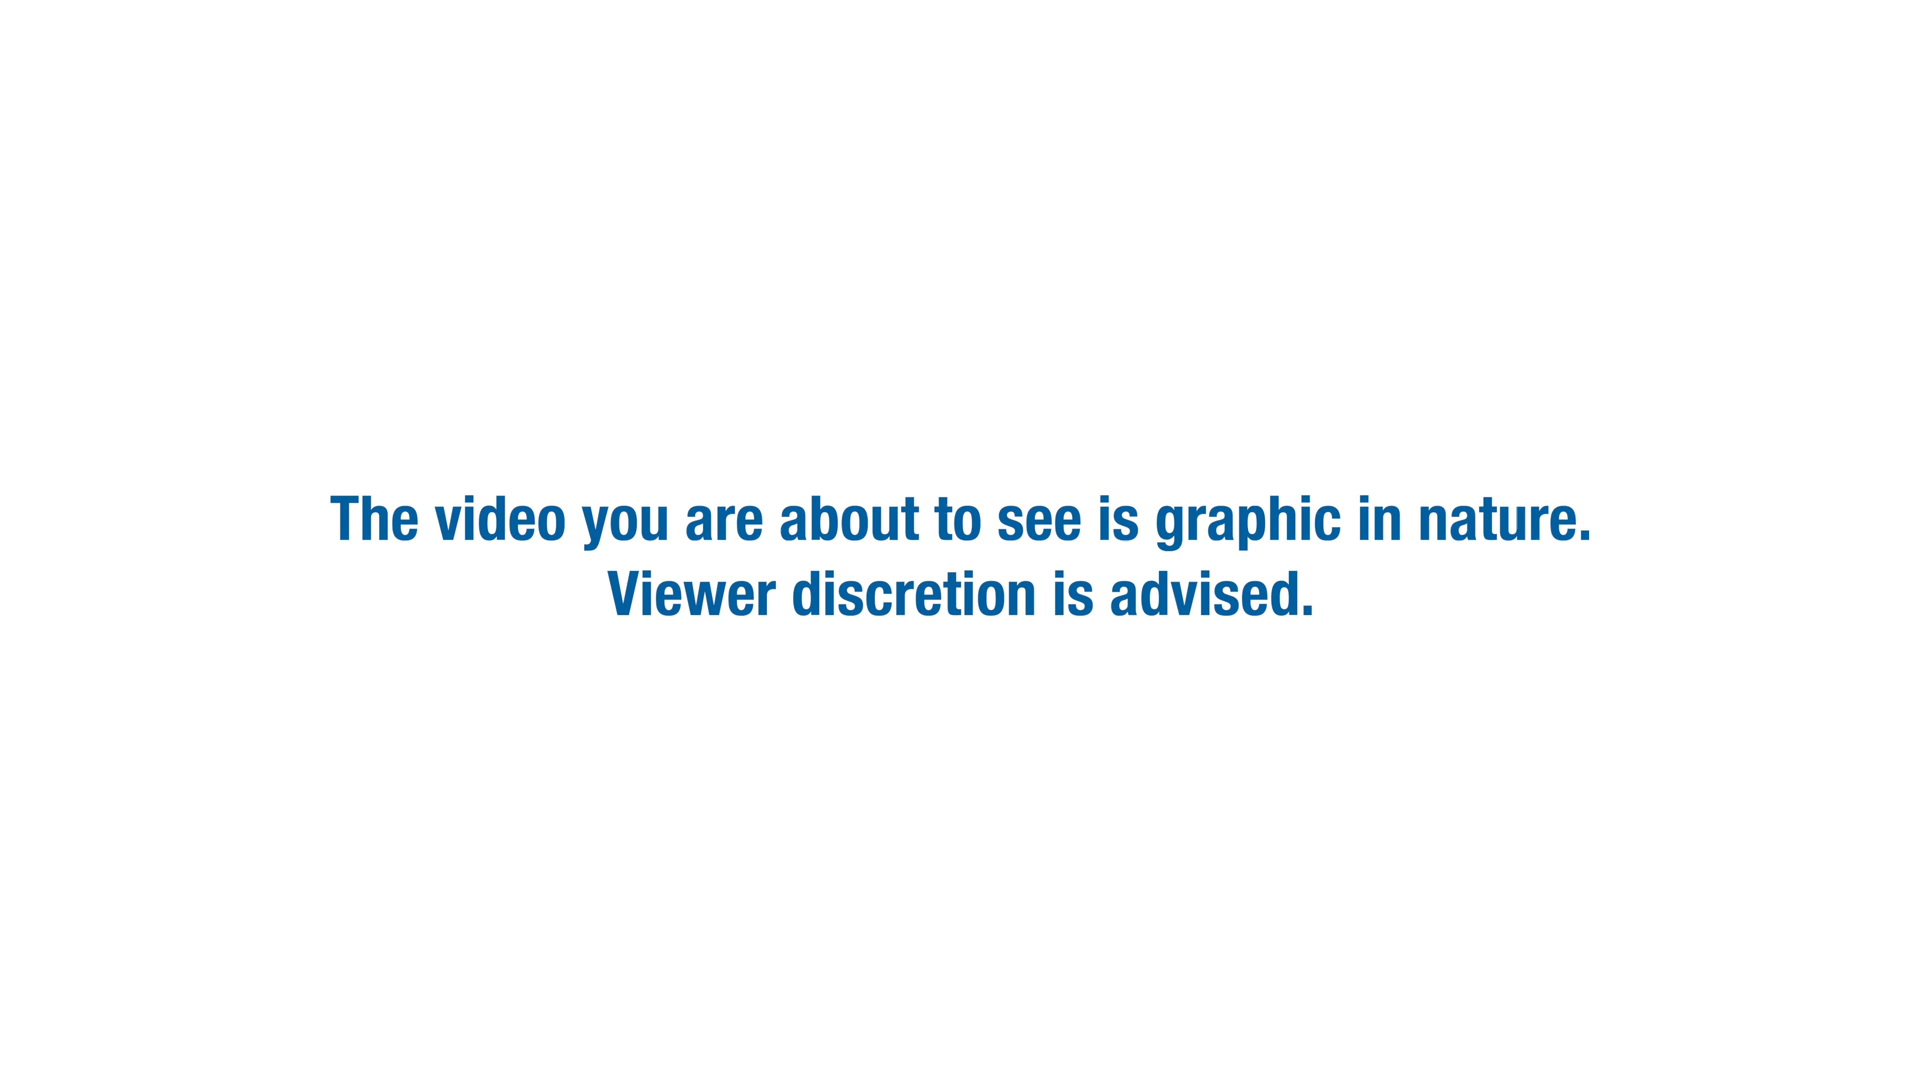 The video you are about to see is graphic in nature.
Viewer discretion is advised.